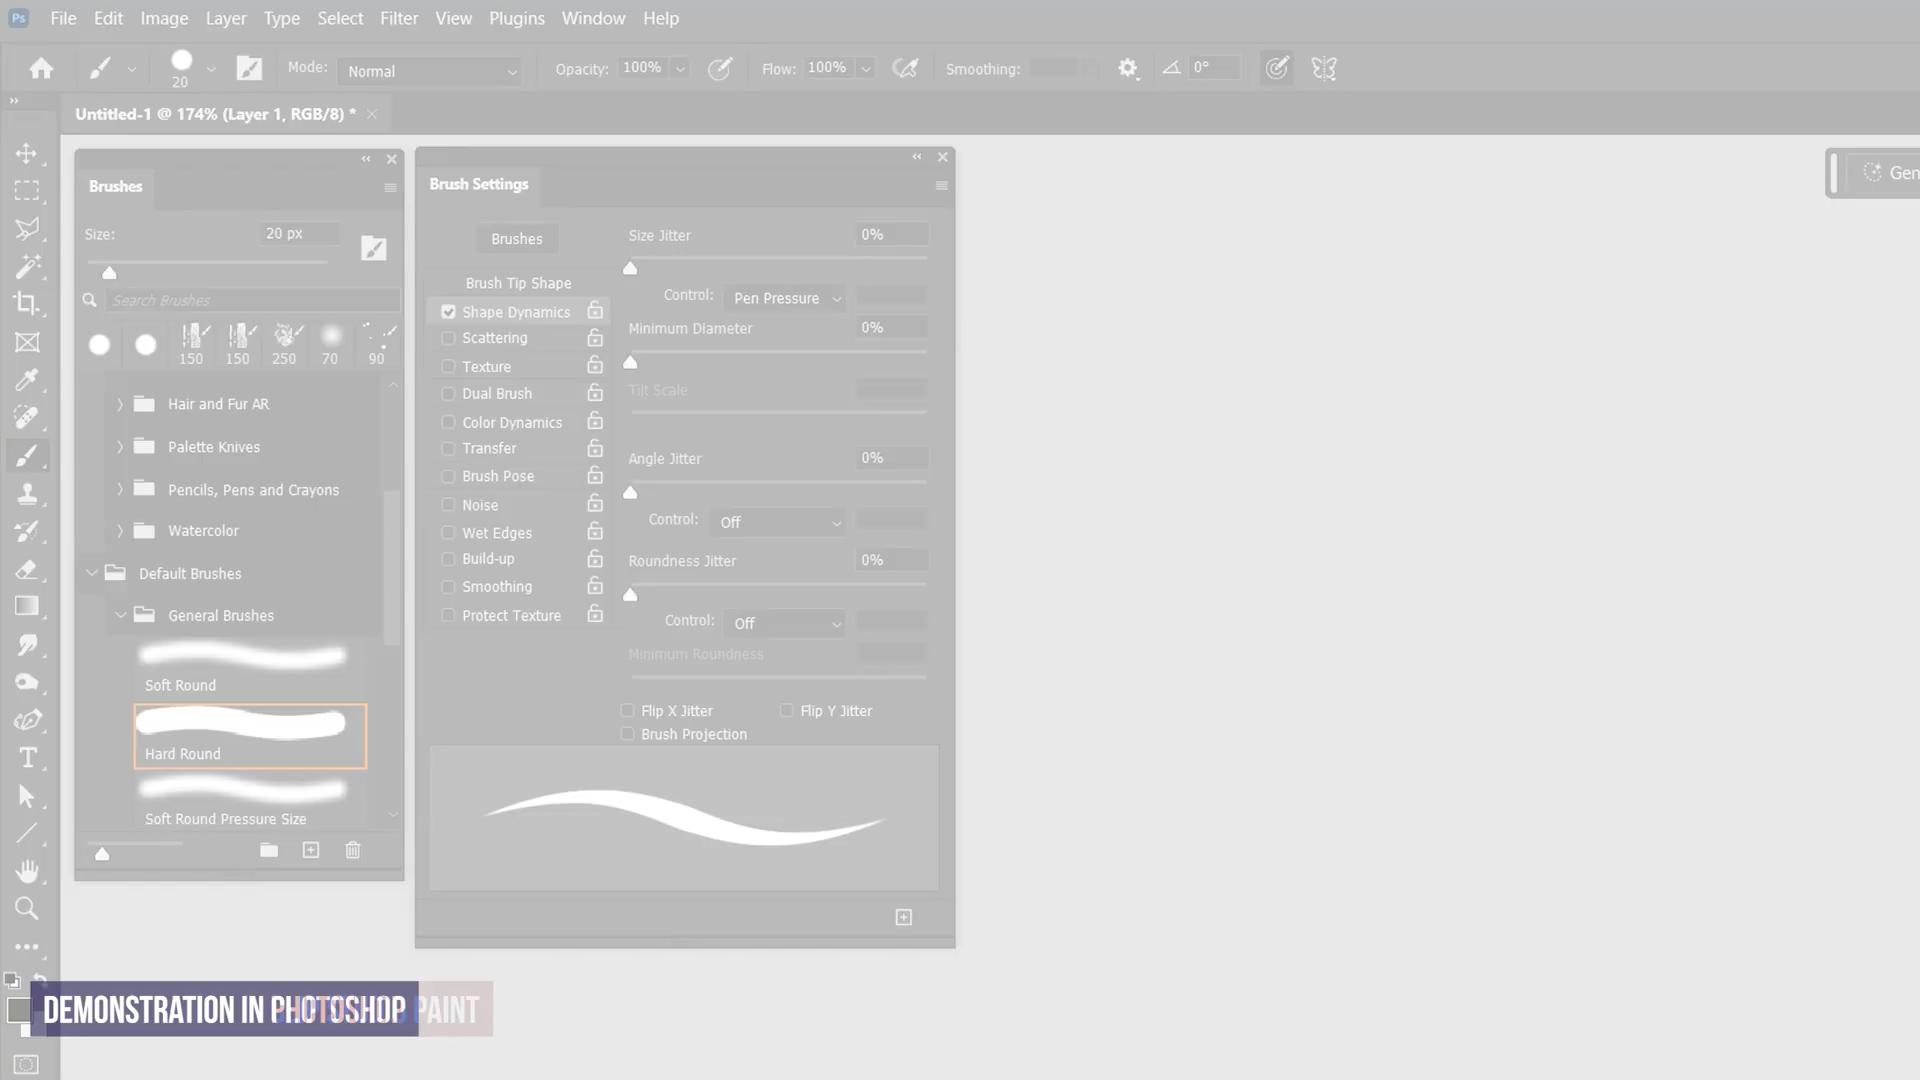 Ps File Edit Image Layer Type Select Filter View Plugins Window Help
20 Mode: Normal Opacity: 100% Flow: 100% Smoothing: 0°
Untitled-1 @ 174% (Layer 1, RGB/8) *
Brushes
Size: 20 px
Search Brushes
150 150 250 70 90
Hair and Fur AR
Palette Knives
Pencils, Pens and Crayons
Watercolor
Default Brushes
General Brushes
Soft Round
Hard Round
Soft Round Pressure Size
Brush Settings
Brushes
Brush Tip Shape
Shape Dynamics
Scattering
Texture
Dual Brush
Color Dynamics
Transfer
Brush Pose
Noise
Wet Edges
Build-up
Smoothing
Protect Texture
Size Jitter 0%
Control: Pen Pressure
Minimum Diameter 0%
Tilt Scale
Angle Jitter 0%
Control: Off
Roundness Jitter 0%
Control: Off
Minimum Roundness
Flip X Jitter Flip Y Jitter
Brush Projection
Gen
T
DEMONSTRATION IN PHOTOSHOP PAINT